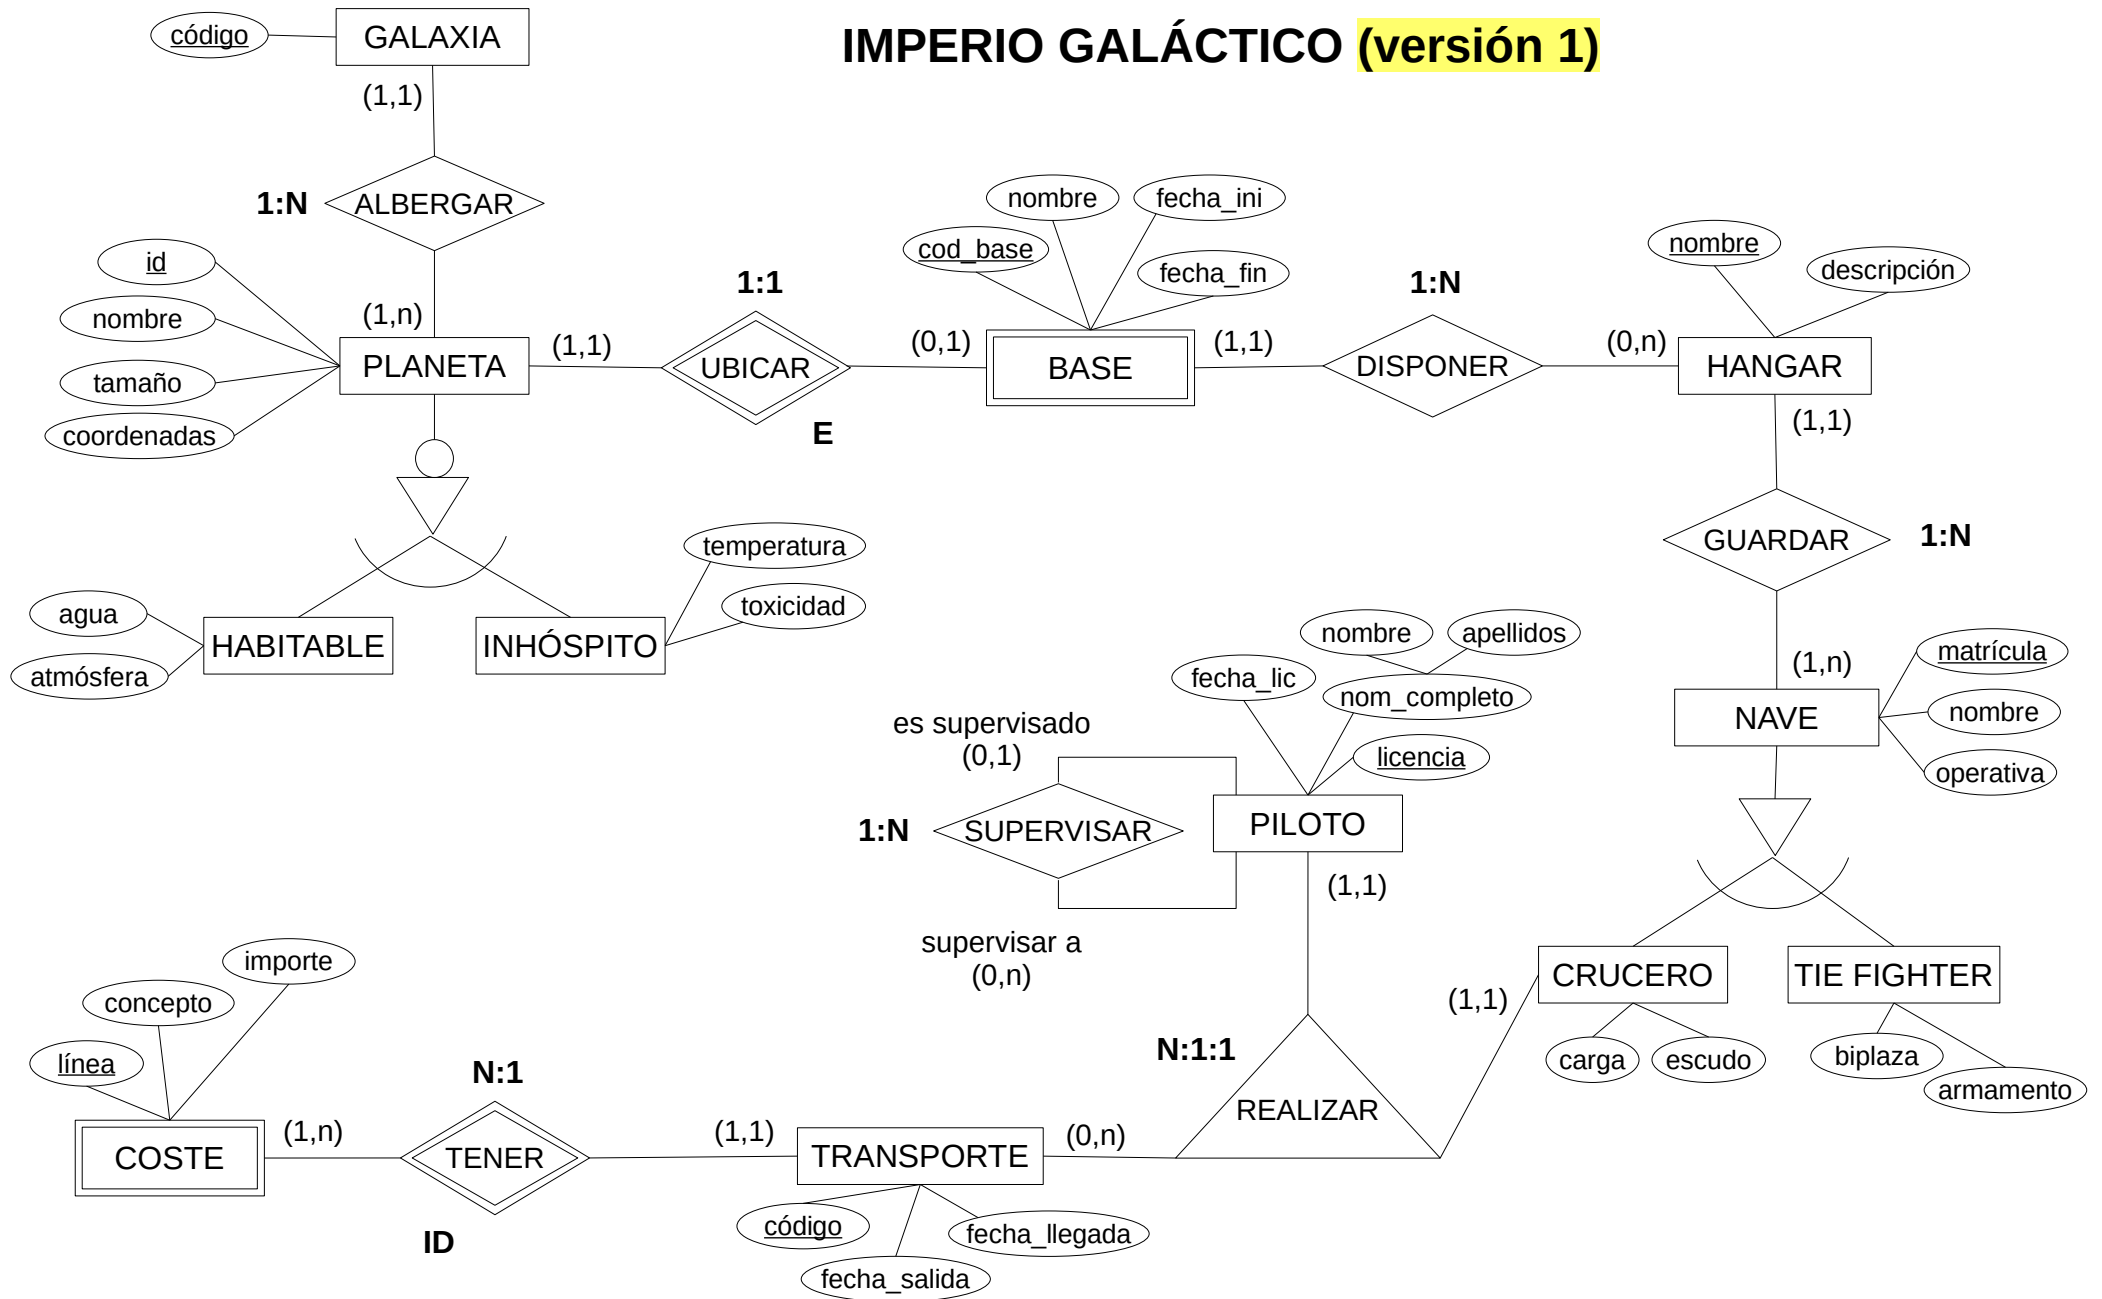 IMPERIO GALÁCTICO (versión 1)
código
GALAXIA
(1,1)
1:N
ALBERGAR
(1,n)
id
nombre
tamaño
coordenadas
PLANETA
(1,1)
1:1
UBICAR
E
(0,1)
cod_base
nombre
fecha_ini
fecha_fin
BASE
(1,1)
1:N
DISPONER
(0,n)
nombre
descripción
HANGAR
(1,1)
GUARDAR
1:N
(1,n)
agua
atmósfera
HABITABLE
INHÓSPITO
temperatura
toxicidad
NAVE
matrícula
nombre
operativa
fecha_lic
nombre
apellidos
nom_completo
licencia
PILOTO
es supervisado
(0,1)
1:N
SUPERVISAR
supervisar a
(0,n)
(1,1)
CRUCERO
TIE FIGHTER
carga
escudo
biplaza
armamento
(1,1)
N:1:1
REALIZAR
(0,n)
importe
concepto
línea
COSTE
(1,n)
N:1
TENER
ID
(1,1)
TRANSPORTE
código
fecha_salida
fecha_llegada